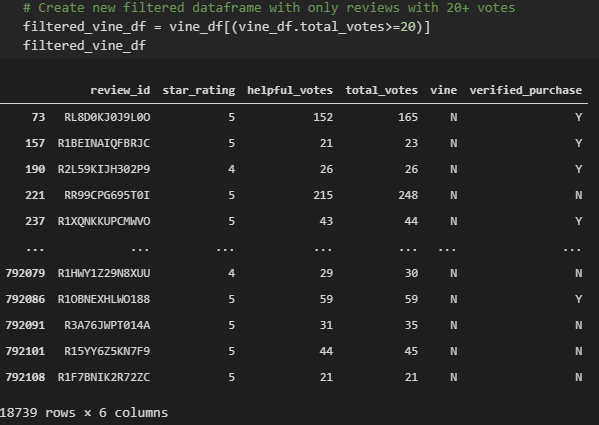 # Create new filtered dataframe with only reviews with 20+ votes
filtered_vine_df = vine_df[(vine_df.total_votes>=20)]
filtered_vine_df
review_id star_rating helpful_votes total_votes vine verified_purchase
73 RL8D0KJ0J9L0O 5 152 165 N Y
157 R1BEINAIQFBRJC 5 21 23 N Y
190 R2L59KIJH302P9 4 26 26 N Y
221 RR99CPG695T0I 5 215 248 N N
237 R1XQNKKUPCMWVO 5 43 44 N Y
... ... ... ... ... ... ...
792079 R1HWY1Z29N8XUU 4 29 30 N N
792086 R1OBNEXHLWO188 5 59 59 N Y
792091 R3A76JWPT014A 5 31 35 N N
792101 R15YY6Z5KN7F9 5 44 45 N N
792108 R1F7BNIK2R72ZC 5 21 21 N N
18739 rows × 6 columns